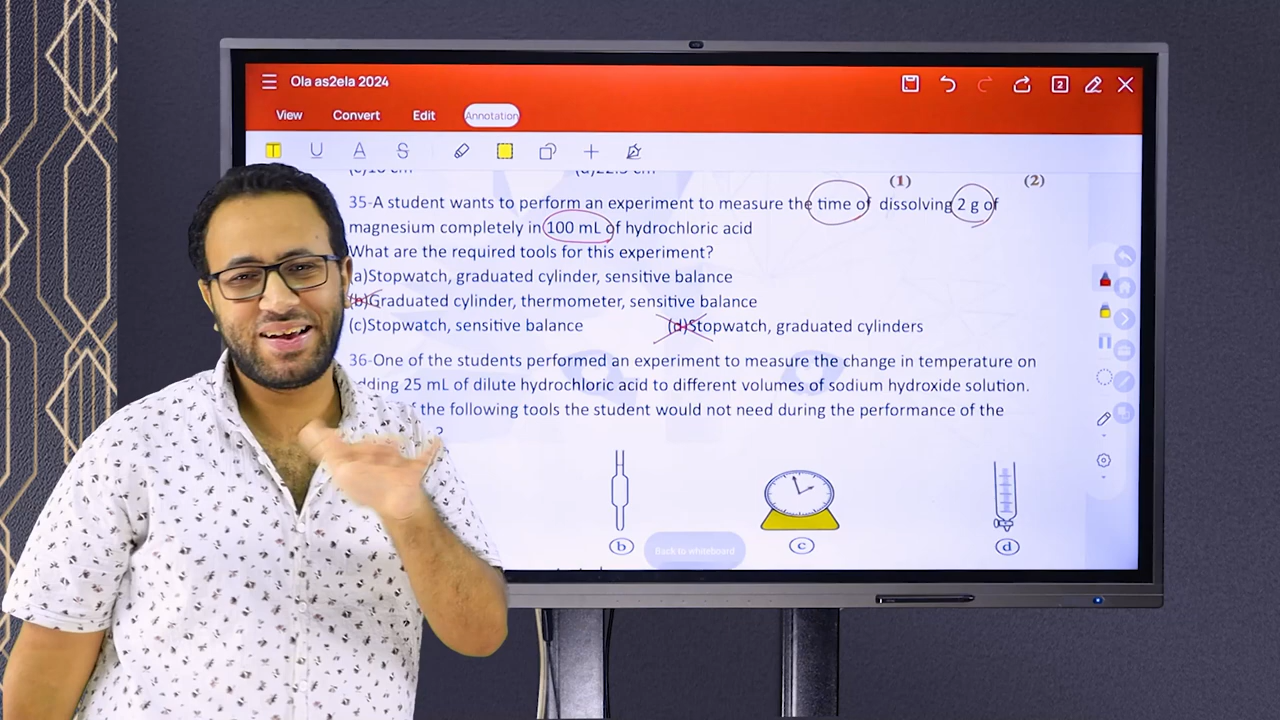 Ola as2ela 2024
2
View Convert Edit Annotation
T U A S
(1) (2)
35-A student wants to perform an experiment to measure the time of dissolving 2 g of
magnesium completely in 100 mL of hydrochloric acid
What are the required tools for this experiment?
(a)Stopwatch, graduated cylinder, sensitive balance
(b)Graduated cylinder, thermometer, sensitive balance
(c)Stopwatch, sensitive balance (d)Stopwatch, graduated cylinders
36-One of the students performed an experiment to measure the change in temperature on
adding 25 mL of dilute hydrochloric acid to different volumes of sodium hydroxide solution.
of the following tools the student would not need during the performance of the
?
b c d
Back to whiteboard